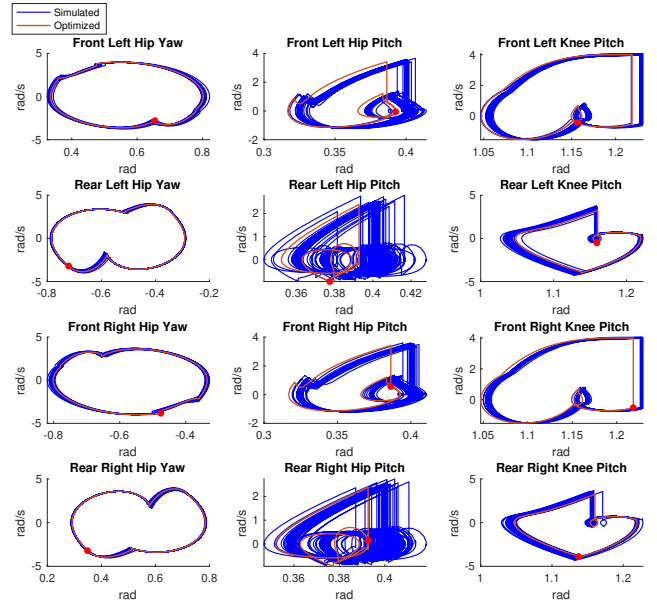 Simulated
Optimized
Front Left Hip Yaw
5
0
-5
rad/s
0.4
0.6
0.8
rad
Front Left Hip Pitch
4
2
0
-2
rad/s
0.3
0.35
0.4
rad
Front Left Knee Pitch
4
2
0
-2
rad/s
1.05
1.1
1.15
1.2
rad
Rear Left Hip Yaw
5
0
-5
rad/s
-0.8
-0.6
-0.4
-0.2
rad
Rear Left Hip Pitch
2
0
rad/s
0.36
0.38
0.4
0.42
rad
Rear Left Knee Pitch
5
0
-5
rad/s
1
1.1
1.2
rad
Front Right Hip Yaw
5
0
-5
rad/s
-0.8
-0.6
-0.4
rad
Front Right Hip Pitch
4
2
0
-2
rad/s
0.3
0.35
0.4
rad
Front Right Knee Pitch
4
2
0
-2
rad/s
1.05
1.1
1.15
1.2
rad
Rear Right Hip Yaw
5
0
-5
rad/s
0.2
0.4
0.6
0.8
rad
Rear Right Hip Pitch
2
0
rad/s
0.36
0.38
0.4
0.42
rad
Rear Right Knee Pitch
5
0
-5
rad/s
1
1.1
1.2
rad